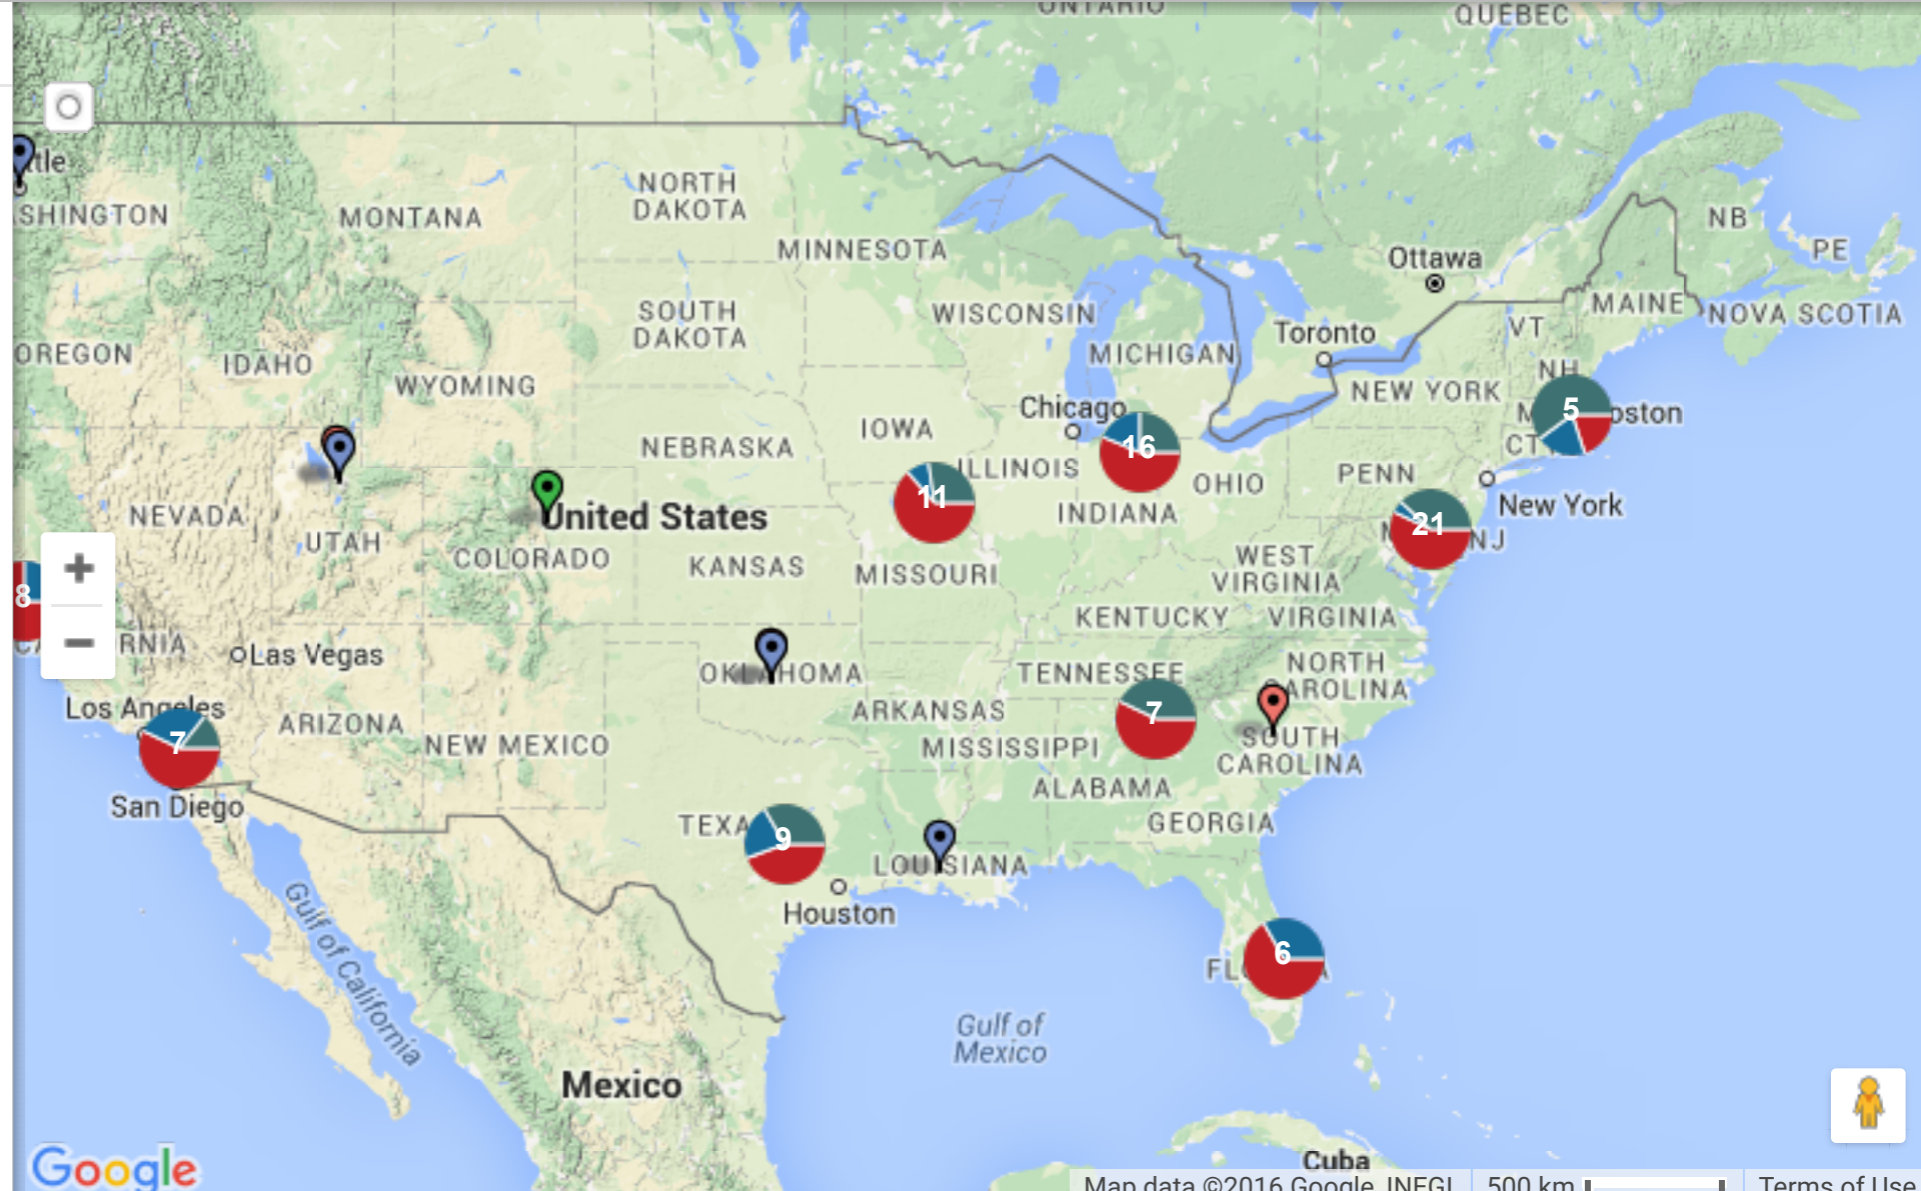 ONTARIO
QUEBEC
ttle
ASHINGTON
MONTANA
NORTH
DAKOTA
MINNESOTA
NB
PE
Ottawa
SOUTH
DAKOTA
WISCONSIN
MAINE
NOVA SCOTIA
VT
Toronto
OREGON
IDAHO
MICHIGAN
NH
WYOMING
NEW YORK
Chicago
5
oston
IOWA
CT
16
NEBRASKA
ILLINOIS
PENN
OHIO
11
New York
NEVADA
United States
INDIANA
21
NJ
UTAH
COLORADO
KANSAS
MISSOURI
WEST
VIRGINIA
+
8
KENTUCKY
VIRGINIA
−
RNIA
Las Vegas
OKLAHOMA
TENNESSEE
NORTH
CAROLINA
Los Angeles
ARIZONA
ARKANSAS
7
7
NEW MEXICO
MISSISSIPPI
SOUTH
CAROLINA
San Diego
ALABAMA
TEXA
9
GEORGIA
LOUISIANA
Houston
Gulf of California
6
FL
A
Gulf of
Mexico
Mexico
Cuba
Google
Map data ©2016 Google, INEGI
500 km
Terms of Use